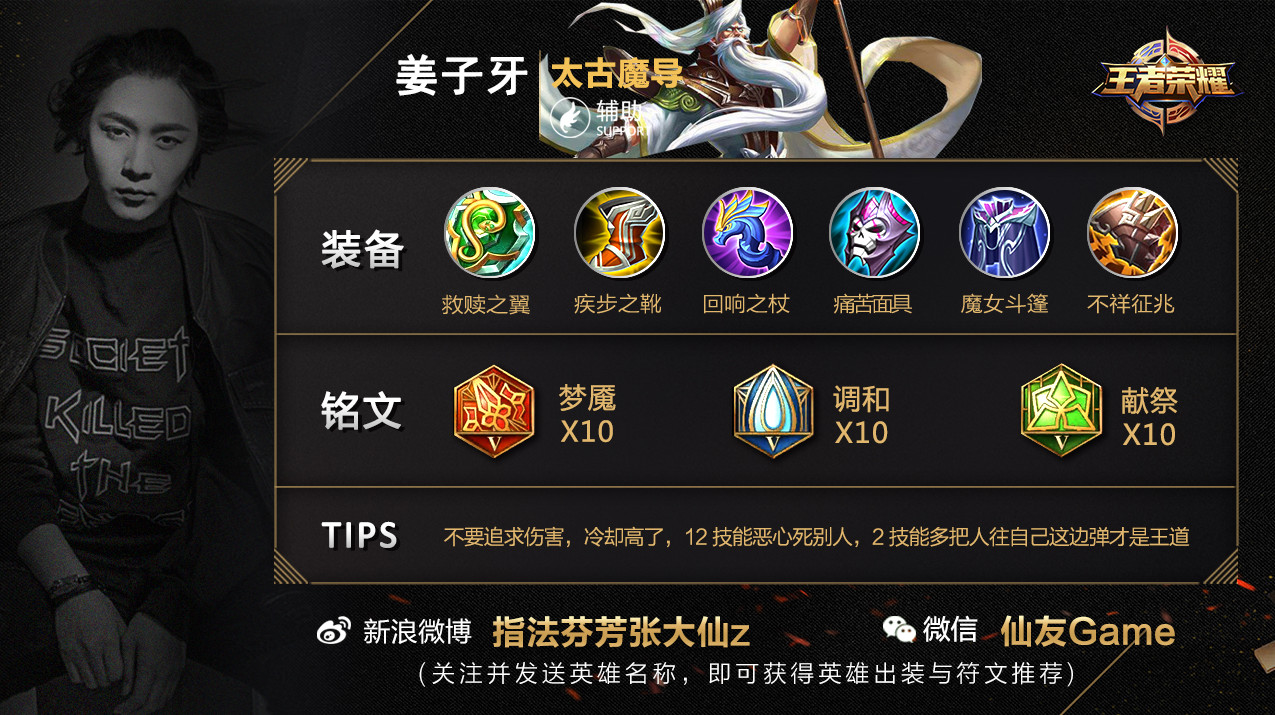 姜子牙
太古魔导
辅助
SUPPORT
王者荣耀
SOCIETY
KILLED
THE
装备
救赎之翼 疾步之靴 回响之杖 痛苦面具 魔女斗篷 不祥征兆
铭文
梦魇
X10
调和
X10
献祭
X10
V V V
TIPS
不要追求伤害，冷却高了，12 技能恶心死别人，2 技能多把人往自己这边弹才是王道
新浪微博 指法芬芳张大仙z 微信 仙友Game
(关注并发送英雄名称，即可获得英雄出装与符文推荐)